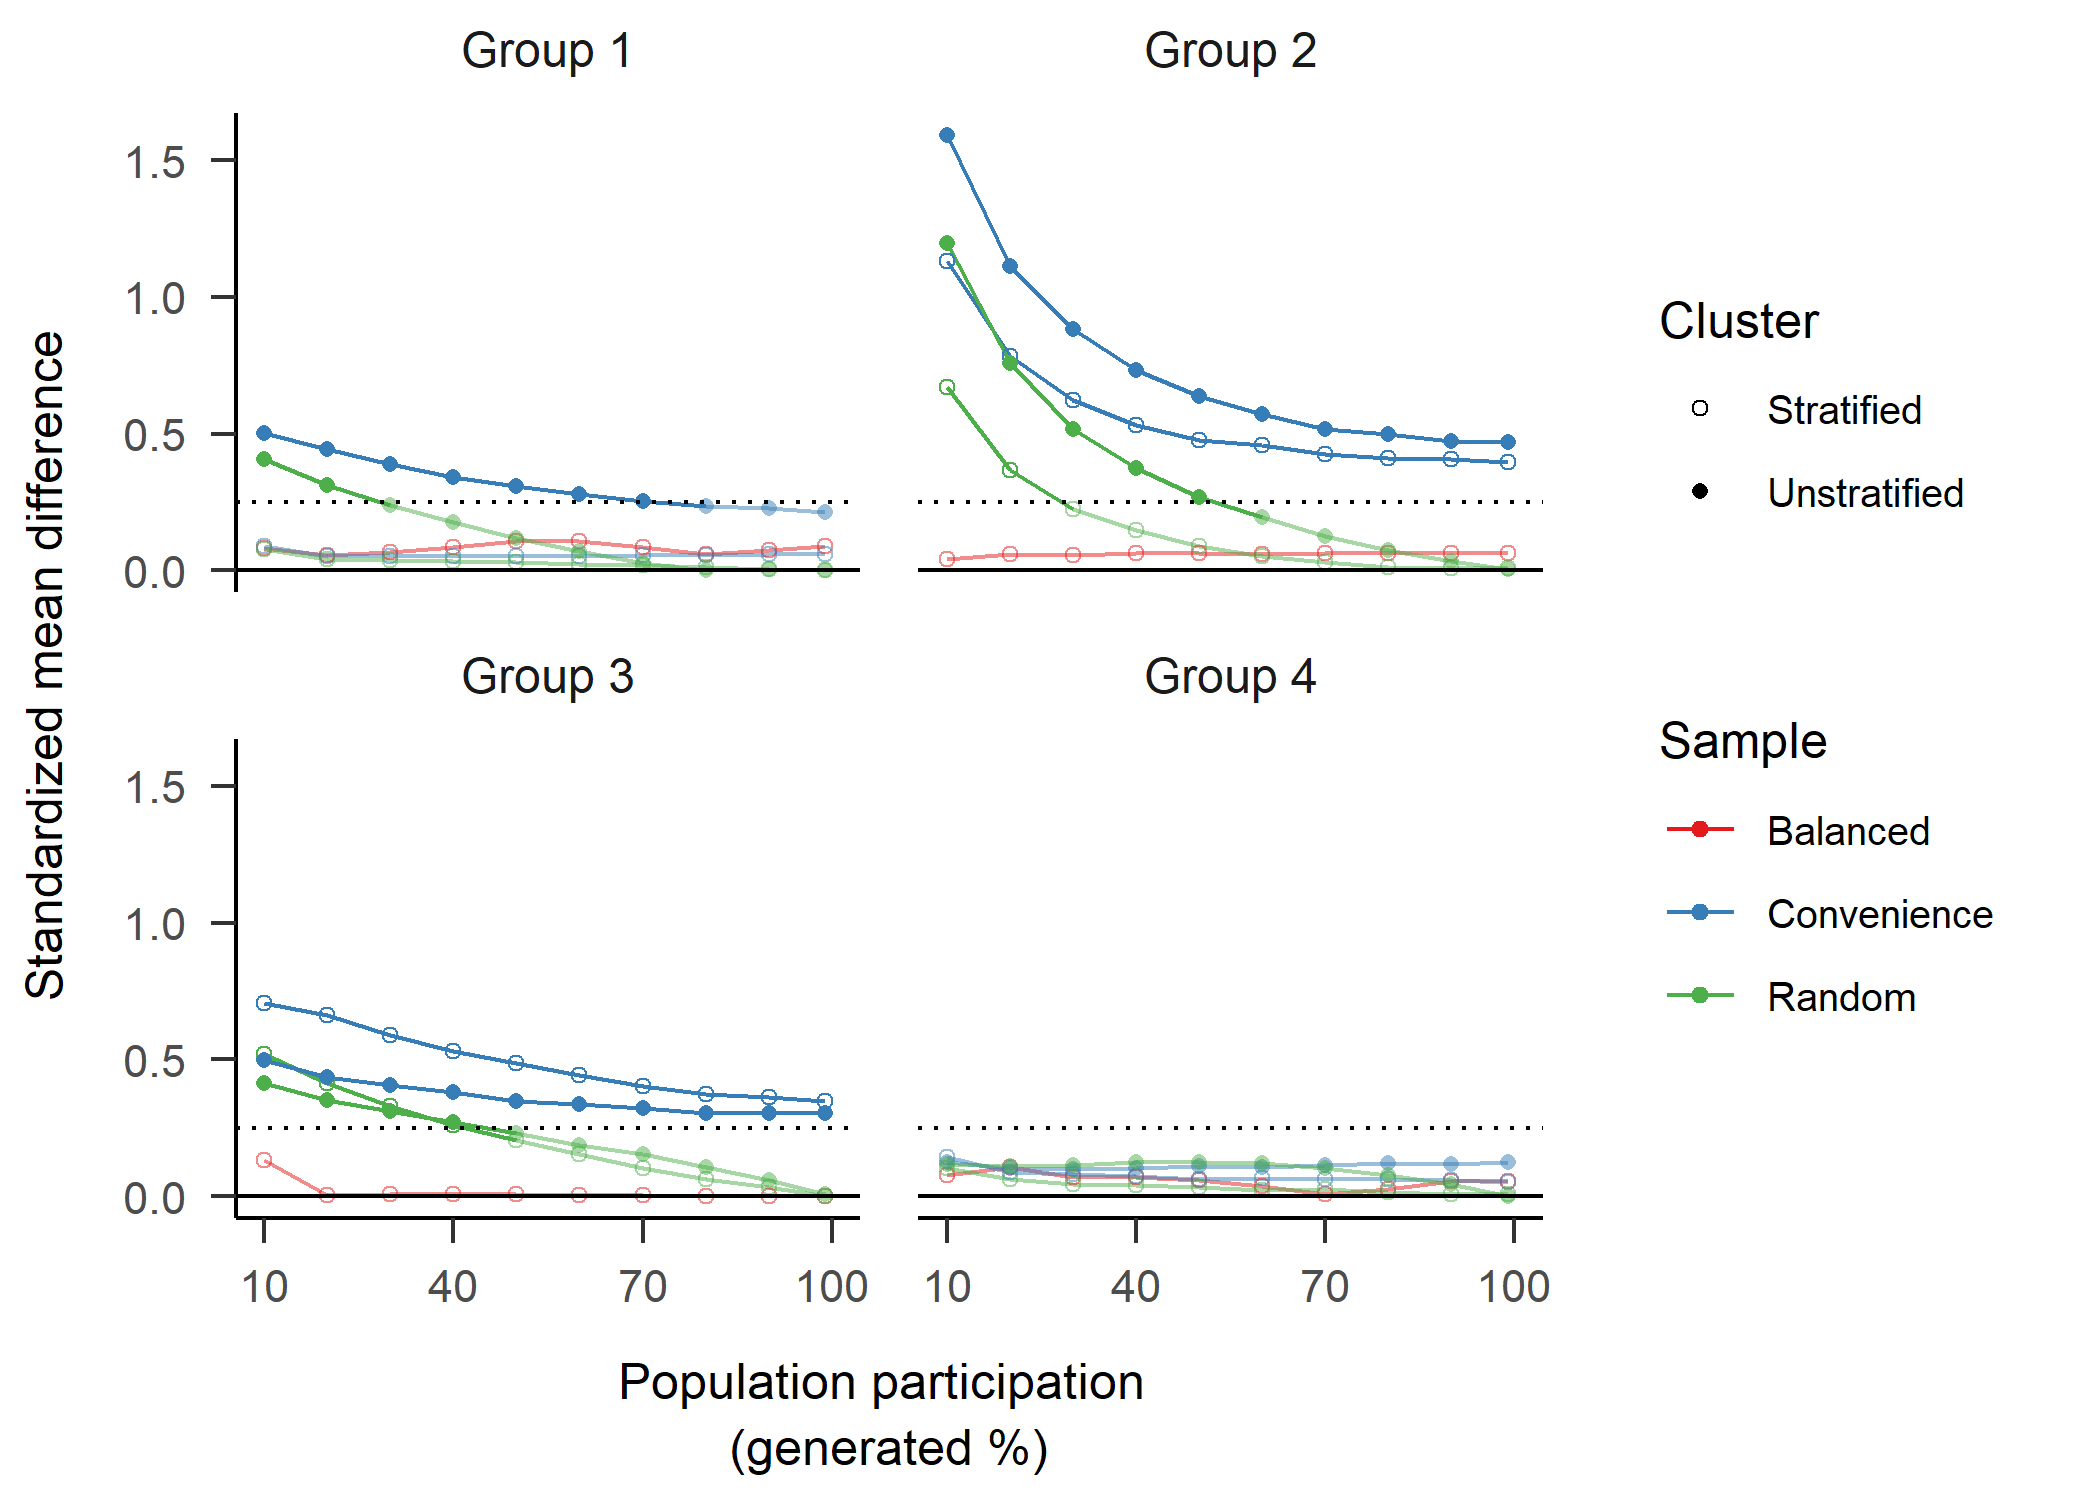 Group 1
Group 2
1.5
1.0
0.5
0.0
Group 3
Group 4
1.5
1.0
0.5
0.0
10 40 70 100 10 40 70 100
Standardized mean difference
Population participation
(generated %)
Cluster
Stratified
Unstratified
Sample
Balanced
Convenience
Random